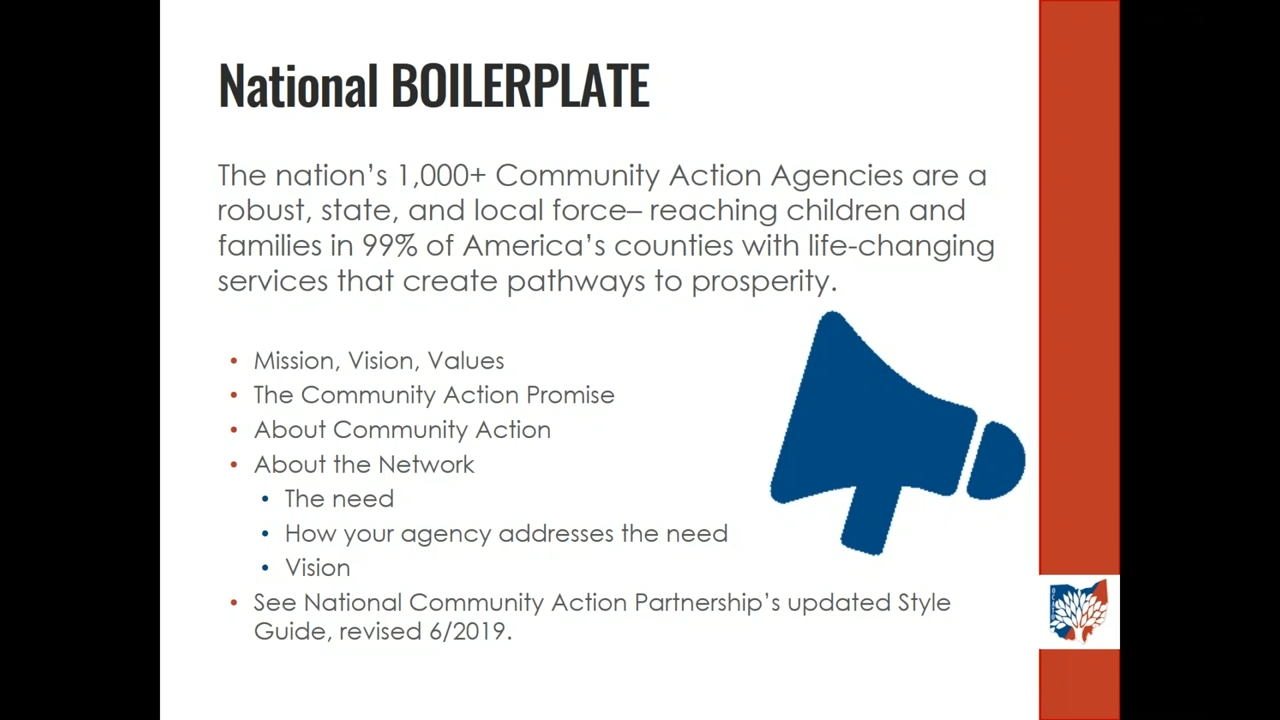 National BOILERPLATE
The nation’s 1,000+ Community Action Agencies are a
robust, state, and local force– reaching children and
families in 99% of America’s counties with life-changing
services that create pathways to prosperity.
• Mission, Vision, Values
• The Community Action Promise
• About Community Action
• About the Network
• The need
• How your agency addresses the need
• Vision
• See National Community Action Partnership’s updated Style
Guide, revised 6/2019.